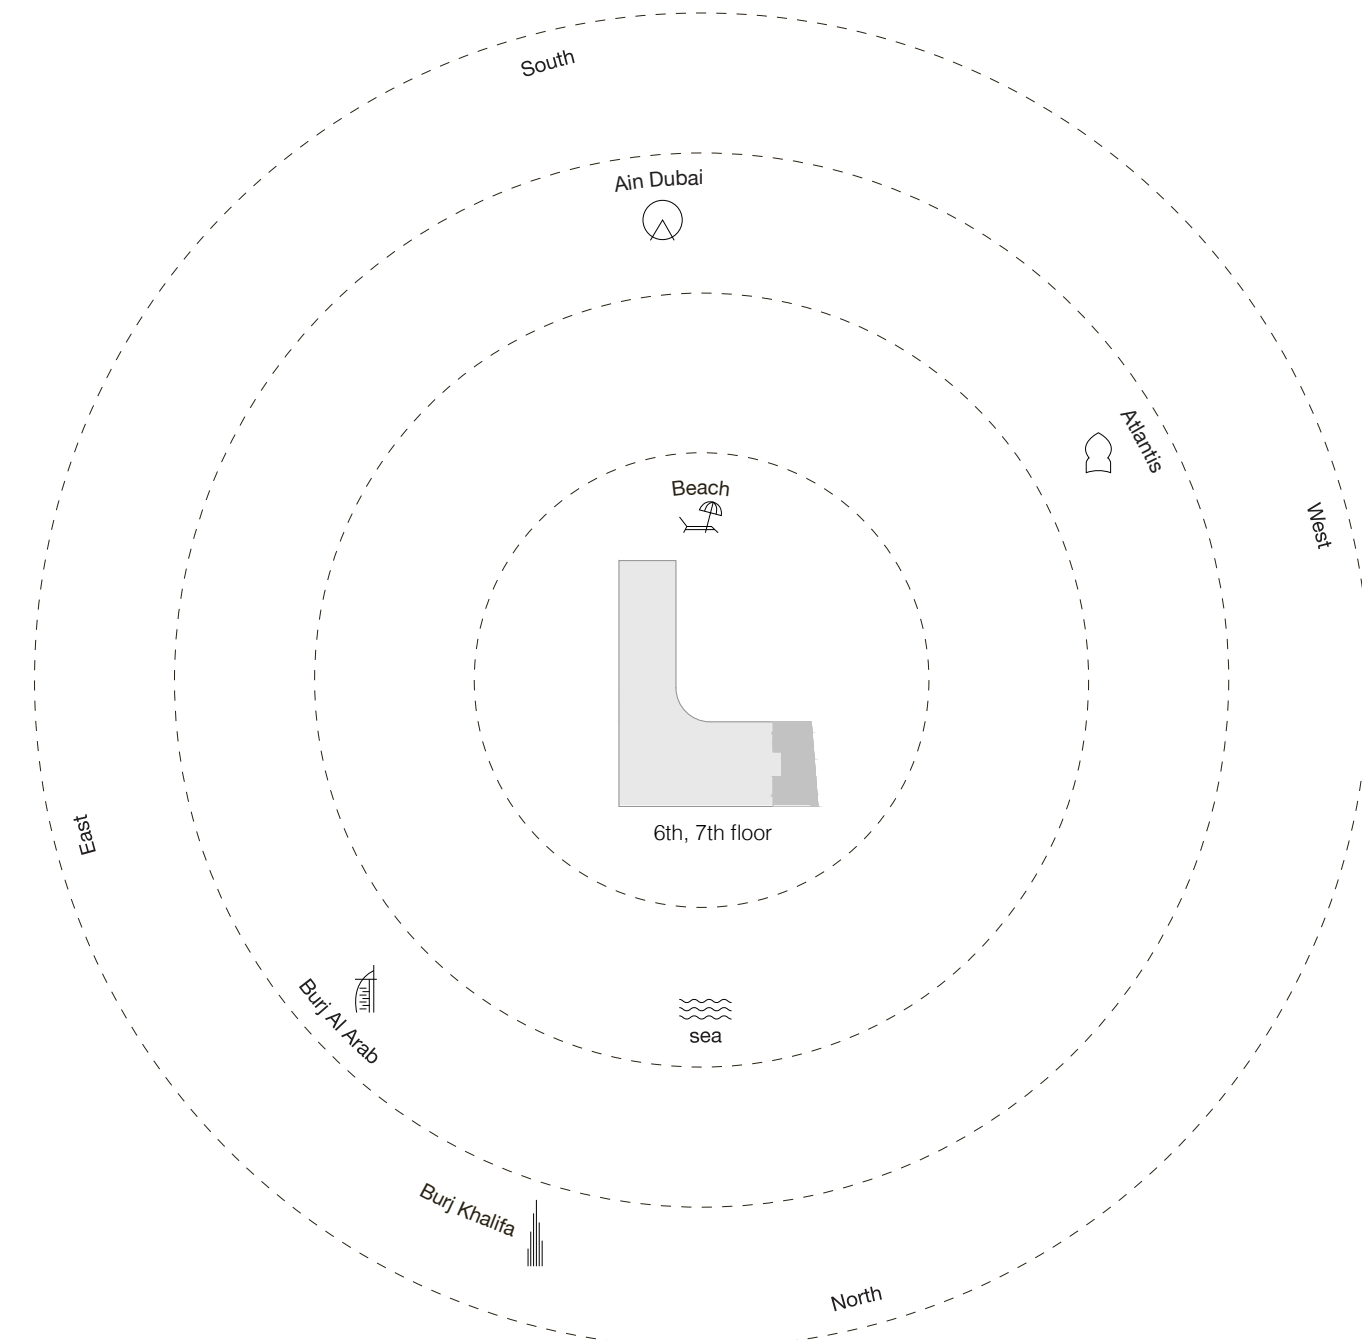 South
Ain Dubai
Atlantis
Beach
West
East
6th, 7th floor
Burj Al Arab
sea
Burj Khalifa
North